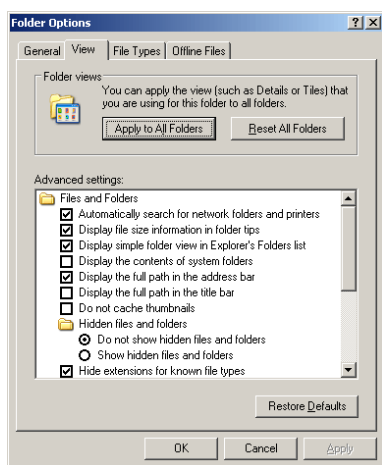 Folder Options
General View File Types Offline Files
Folder views
You can apply the view (such as Details or Tiles) that
you are using for this folder to all folders.
Apply to All Folders Reset All Folders
Advanced settings:
Files and Folders
Automatically search for network folders and printers
Display file size information in folder tips
Display simple folder view in Explorer's Folders list
Display the contents of system folders
Display the full path in the address bar
Display the full path in the title bar
Do not cache thumbnails
Hidden files and folders
Do not show hidden files and folders
Show hidden files and folders
Hide extensions for known file types
Restore Defaults
OK Cancel Apply